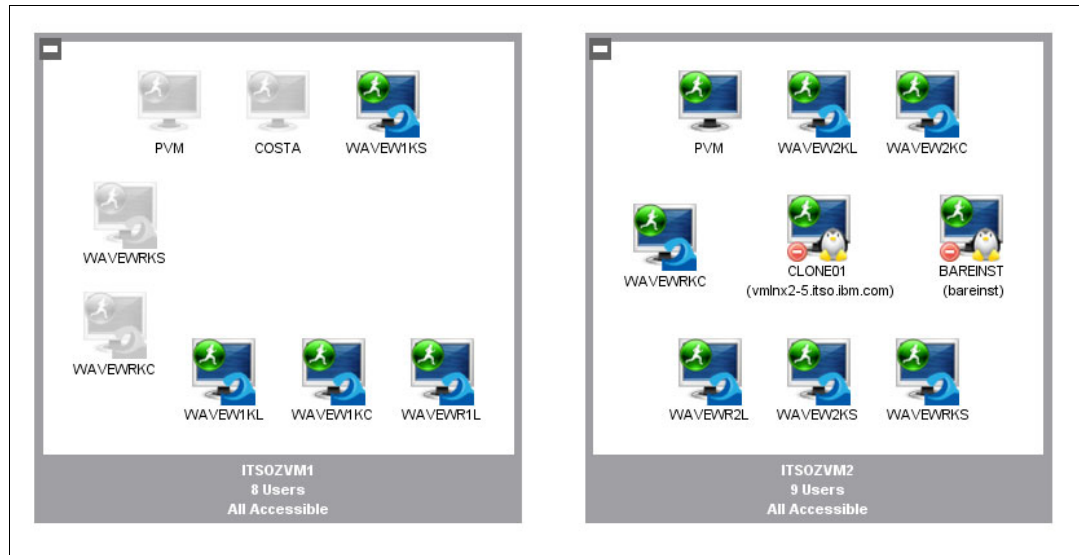 PVM COSTA WAVEW1KS
WAVEWRKS
WAVEWRKC
WAVEW1KL WAVEW1KC WAVEWR1L
ITSOZVM1
8 Users
All Accessible
PVM WAVEW2KL WAVEW2KC
WAVEWRKC CLONE01 BAREINST
(vmlnx2-5.itso.ibm.com) (bareinst)
WAVEWR2L WAVEW2KS WAVEWRKS
ITSOZVM2
9 Users
All Accessible